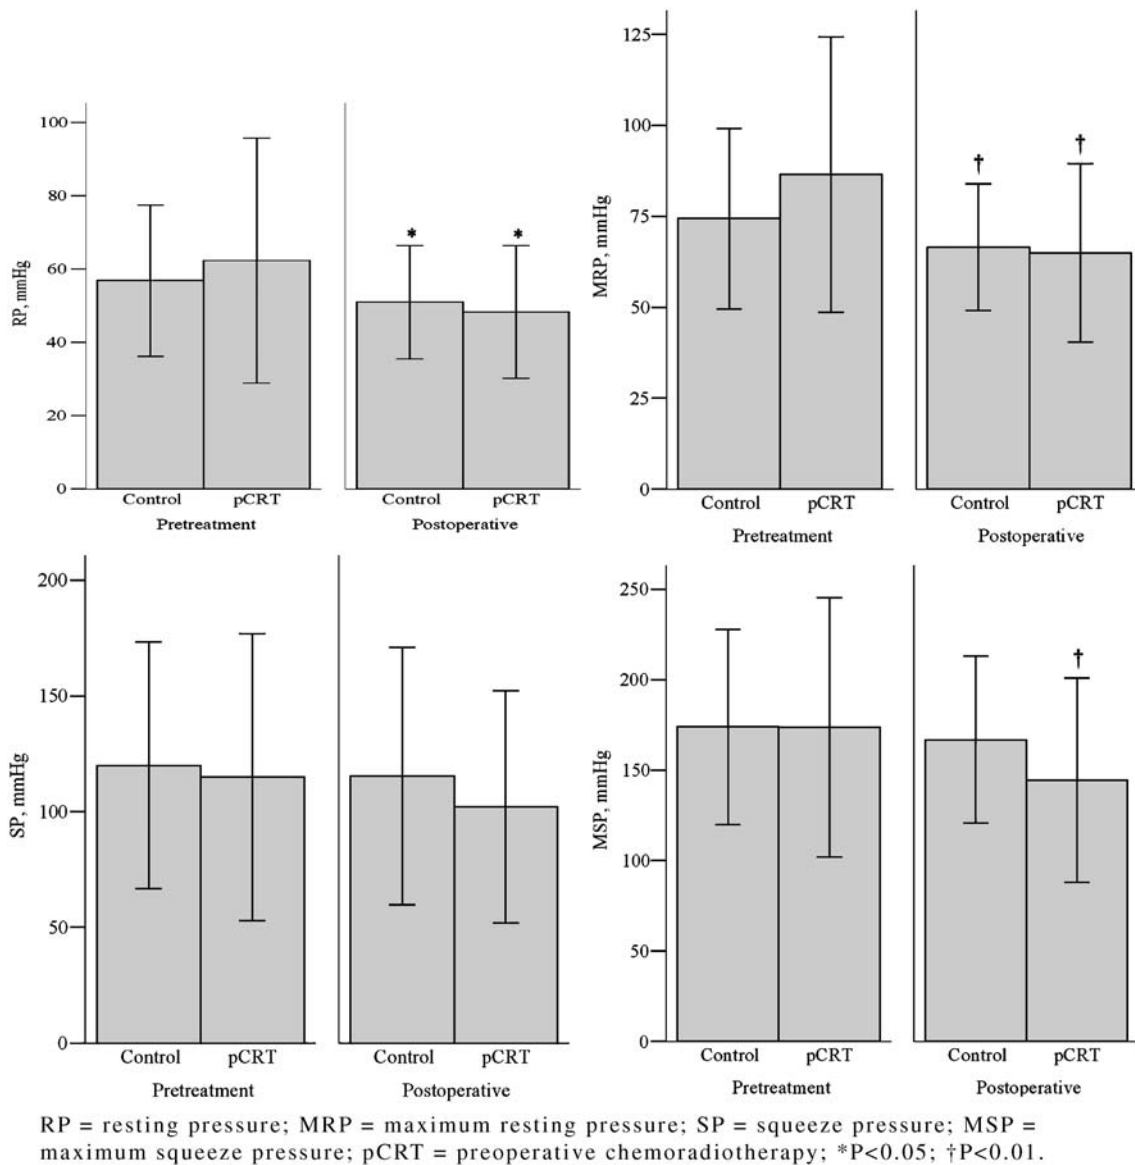 125
100
75
50
25
0
MRP, mmHg
†
†
Control
pCRT
Control
pCRT
Pretreatment
Postoperative
100
80
60
40
20
0
RP, mmHg
*
*
Control
pCRT
Control
pCRT
Pretreatment
Postoperative
200
150
100
50
0
SP, mmHg
Control
pCRT
Control
pCRT
Pretreatment
Postoperative
250
200
150
100
50
0
MSP, mmHg
†
Control
pCRT
Control
pCRT
Pretreatment
Postoperative
RP = resting pressure; MRP = maximum resting pressure; SP = squeeze pressure; MSP =
maximum squeeze pressure; pCRT = preoperative chemoradiotherapy; *P<0.05; †P<0.01.